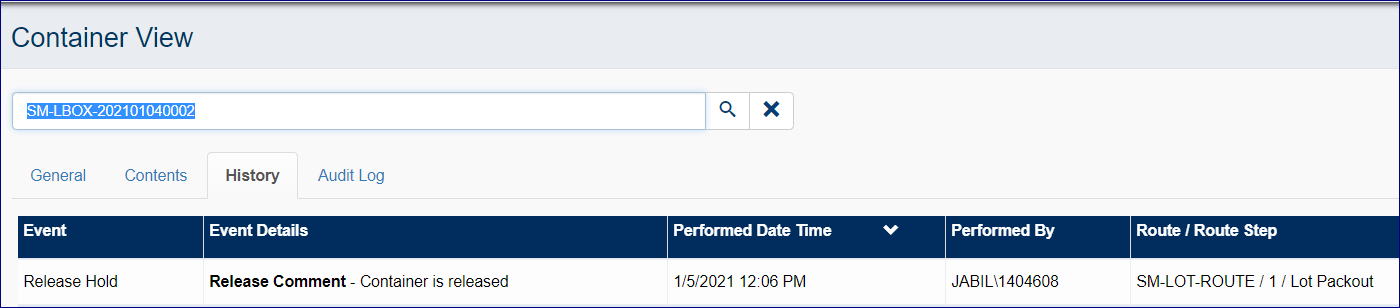 Container View
SM-LBOX-202101040002
General Contents History Audit Log
Event Event Details Performed Date Time Performed By Route / Route Step
Release Hold Release Comment - Container is released 1/5/2021 12:06 PM JABIL\1404608 SM-LOT-ROUTE / 1 / Lot Packout